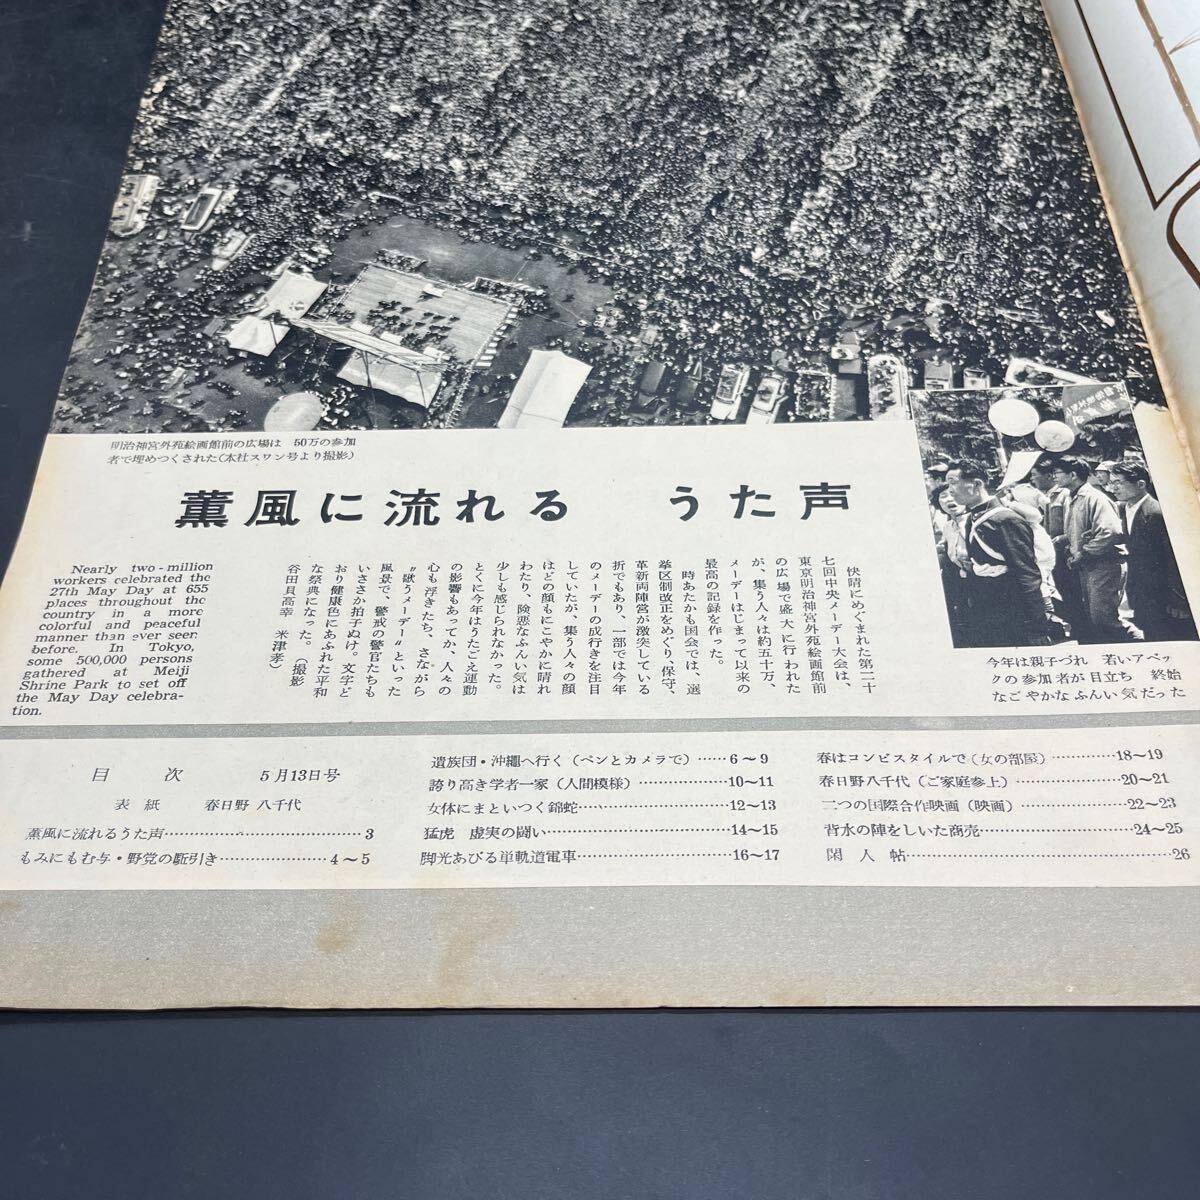 明治神宮外苑絵画館前の広場は 50万の参加
者で埋めつくされた(本社スワン号より撮影)
薫風に流れる うた声
Nearly two-million
workers celebrated the
27th May Day at 655
places throughout the
country in a more
colorful and peaceful
manner than ever seen
before. In Tokyo,
some 500,000 persons
gathered at Meiji
Shrine Park to set off
the May Day celebra-
tion.
快晴にめぐまれた第二十
七回中央メーデー大会は、
東京明治神宮外苑絵画館前
の広場で盛大に行われた
が、集う人々は約五十万、
メーデーはじまって以来の
最高の記録を作った。
時あたかも国会では、選
挙区制改正をめぐり、保守、
革新両陣営が激突している
折でもあり、一部では今年
のメーデーの成行きを注目
していたが、集う人々の顔
はどの顔もにこやかに晴れ
わたり、険悪なふんい気は
少しも感じられなかった。
とくに今年はうたごえ運動
の影響もあってか、人々の
心も浮きたち、さながら
“歌うメーデー”といった
風景で、警戒の警官たちも
いささか拍子ぬけ。文字ど
おり健康色にあふれた平和
な祭典になった。(撮影
谷田貝高幸 米津孝)
今年は親子づれ 若いアベッ
クの参加者が目立ち 終始
なごやかなふんい気だった
目次 5月13日号
表紙 春日野八千代
薫風に流れるうた声……3
もみにもむ与・野党の駈引き……4～5
遺族団・沖縄へ行く(ペンとカメラで)……6～9
誇り高き学者一家(人間模様)……10～11
女体にまといつく錦蛇……12～13
猛虎 虚実の闘い……14～15
脚光あびる単軌道電車……16～17
春はコンビスタイルで(女の部屋)……18～19
春日野八千代(ご家庭参上)……20～21
二つの国際合作映画(映画)……22～23
背水の陣をしいた商売……24～25
閑人帖……26